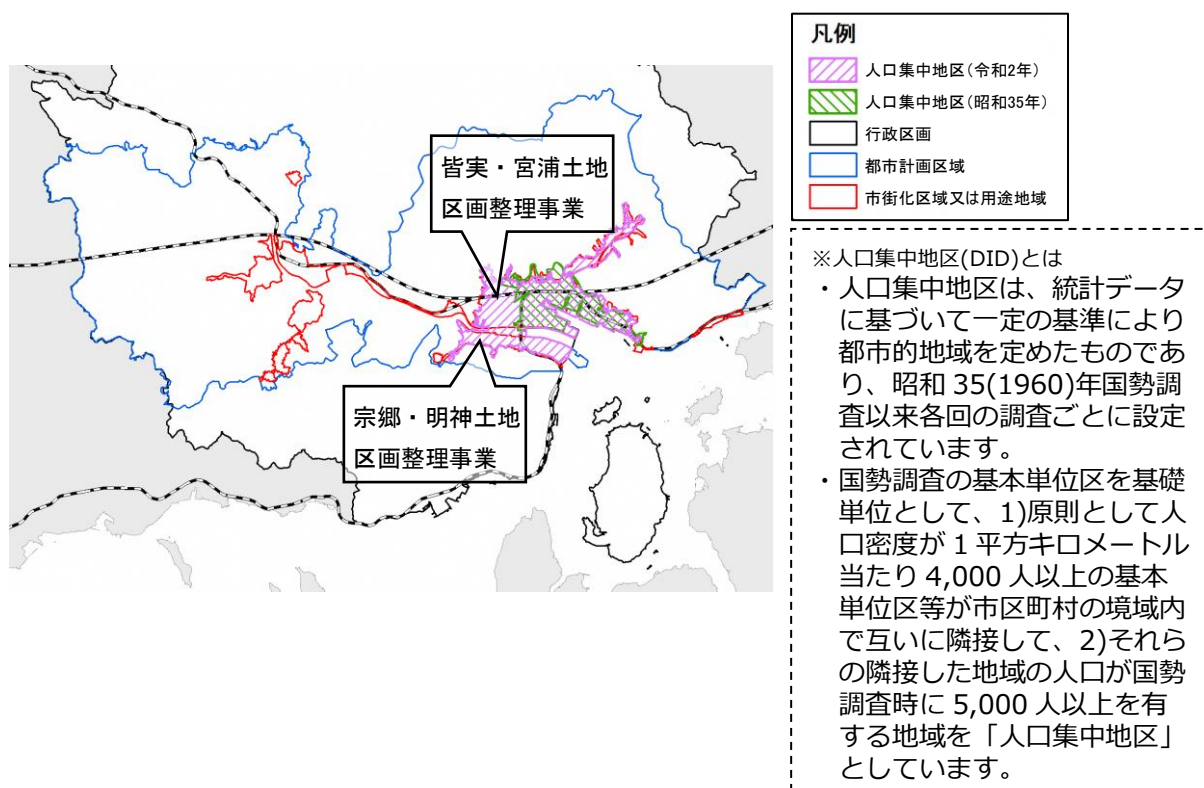 凡例
人口集中地区(令和2年)
人口集中地区(昭和35年)
行政区画
都市計画区域
市街化区域又は用途地域
皆実・宮浦土地
区画整理事業
宗郷・明神土地
区画整理事業
※人口集中地区(DID)とは
・人口集中地区は、統計データ
に基づいて一定の基準により
都市的地域を定めたものであ
り、昭和 35(1960)年国勢調
査以来各回の調査ごとに設定
されています。
・国勢調査の基本単位区を基礎
単位として、1)原則として人
口密度が 1 平方キロメートル
当たり 4,000 人以上の基本
単位区等が市区町村の境域内
で互いに隣接して、2)それら
の隣接した地域の人口が国勢
調査時に 5,000 人以上を有
する地域を「人口集中地区」
としています。